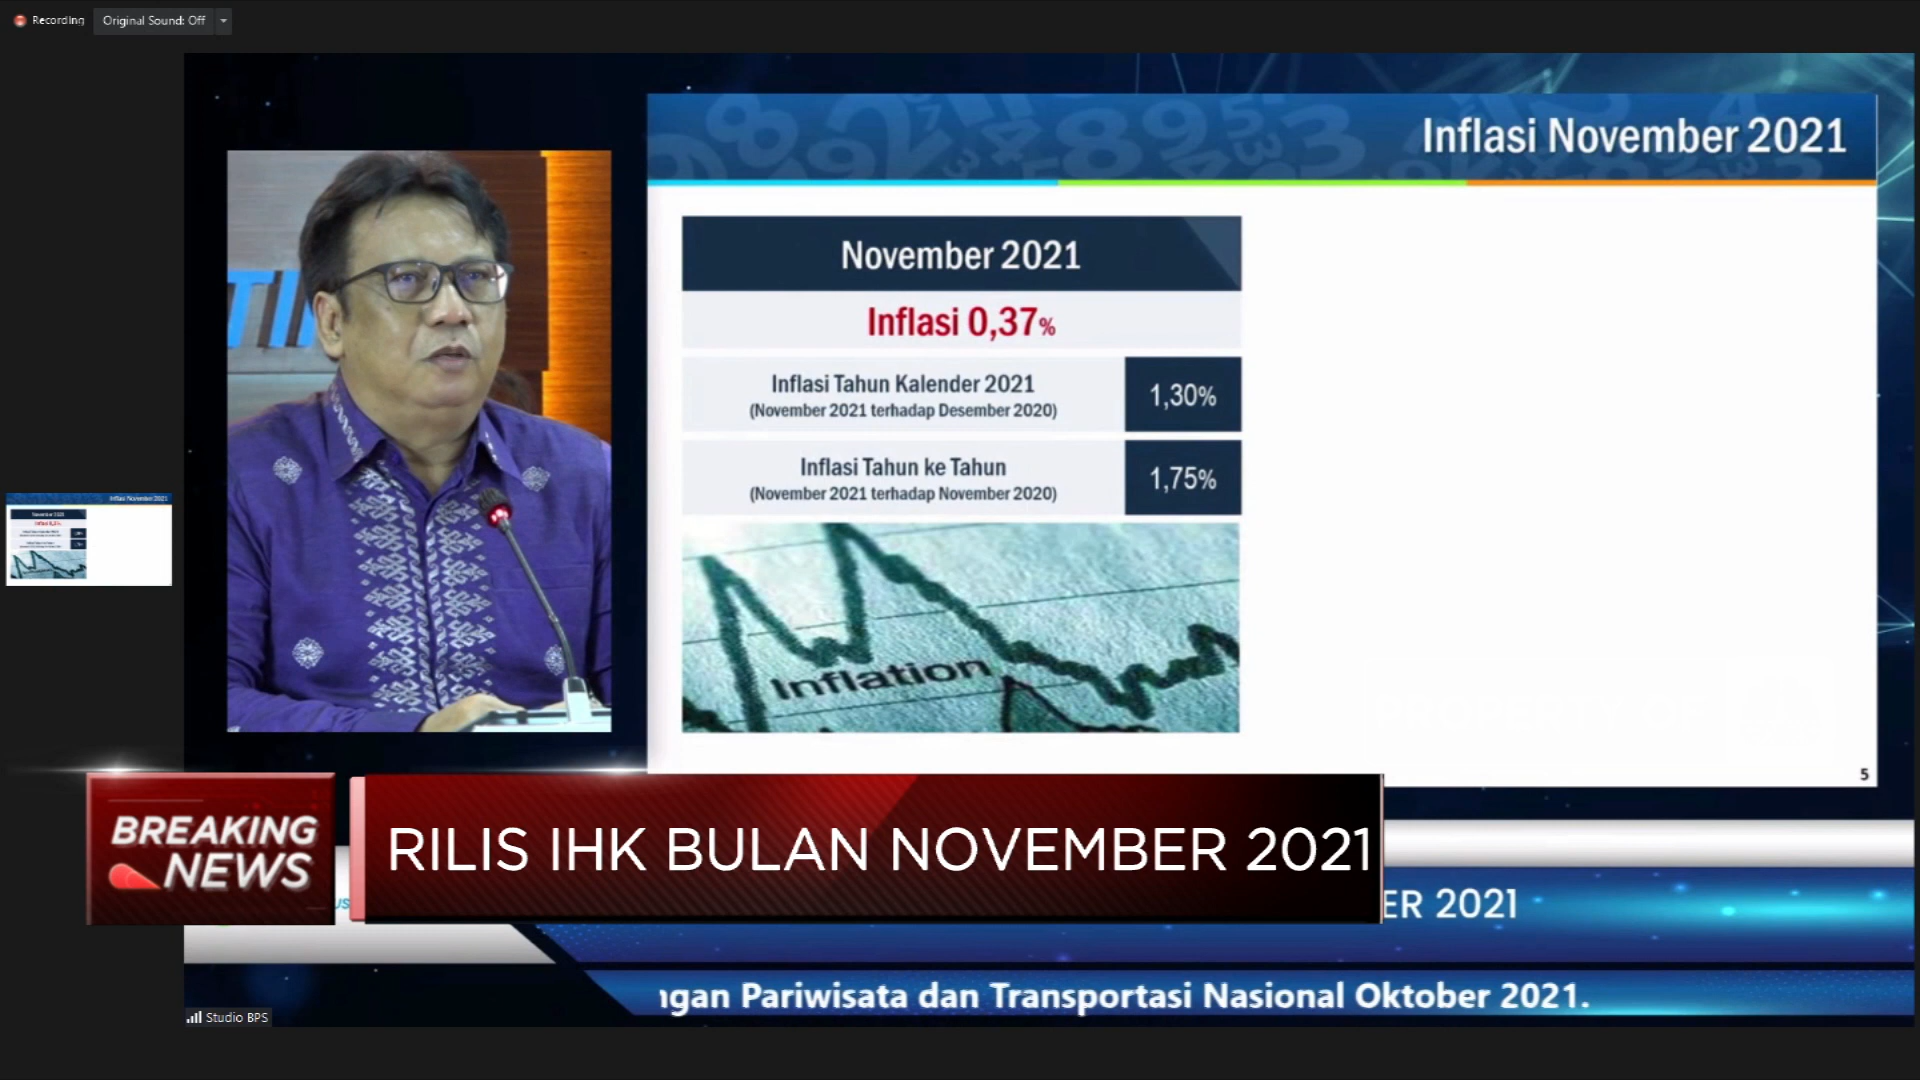 Recording
Original Sound: Off
Inflasi November 2021
November 2021
Inflasi 0,37%
Inflasi Tahun Kalender 2021
(November 2021 terhadap Desember 2020)
1,30%
Inflasi Tahun ke Tahun
(November 2021 terhadap November 2020)
1,75%
Inflation
5
BREAKING
NEWS
RILIS IHK BULAN NOVEMBER 2021
ER 2021
ngan Pariwisata dan Transportasi Nasional Oktober 2021.
Studio BPS